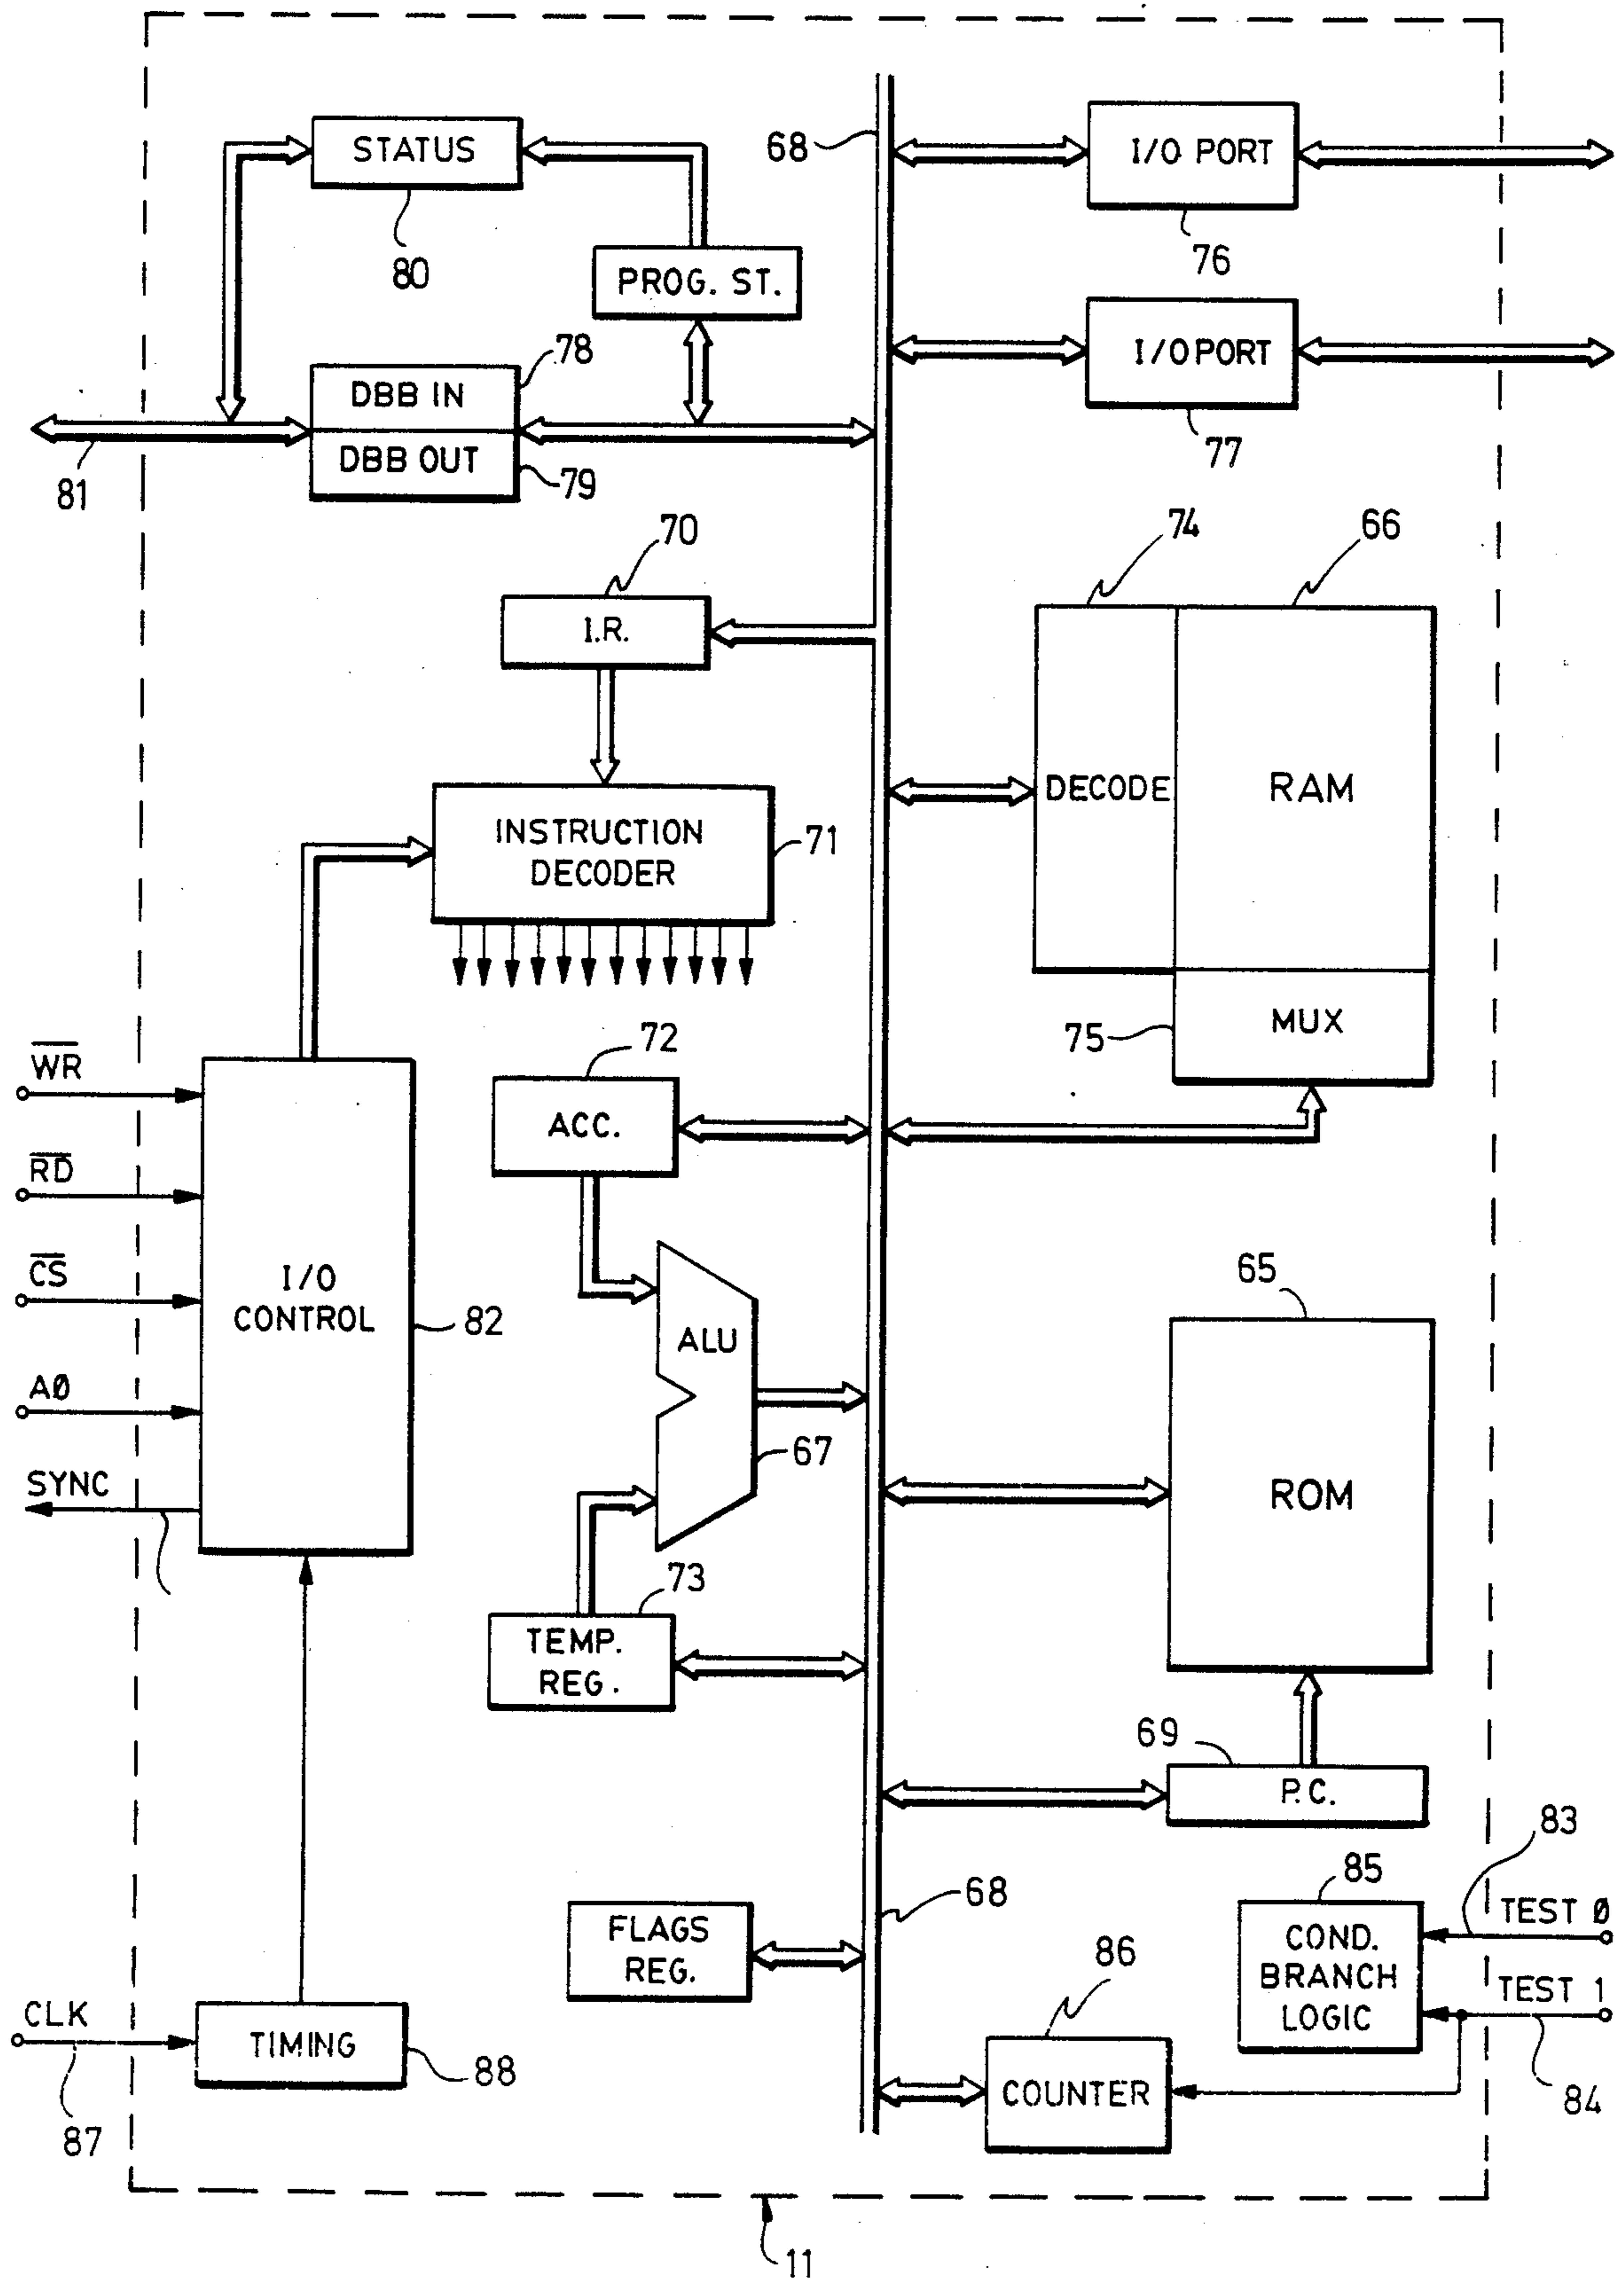 68
STATUS
I/O PORT
80
76
PROG. ST.
78
I/O PORT
DBB IN
DBB OUT
79
81
77
70
74
66
I.R.
DECODE
RAM
INSTRUCTION
DECODER
71
MUX
75
72
WR
ACC.
RD
CS
I/O
CONTROL
82
ALU
65
A0
67
SYNC
ROM
73
TEMP.
REG.
69
P.C.
83
85
68
TEST 0
FLAGS
REG.
COND.
BRANCH
LOGIC
86
TEST 1
CLK
TIMING
88
COUNTER
84
87
11